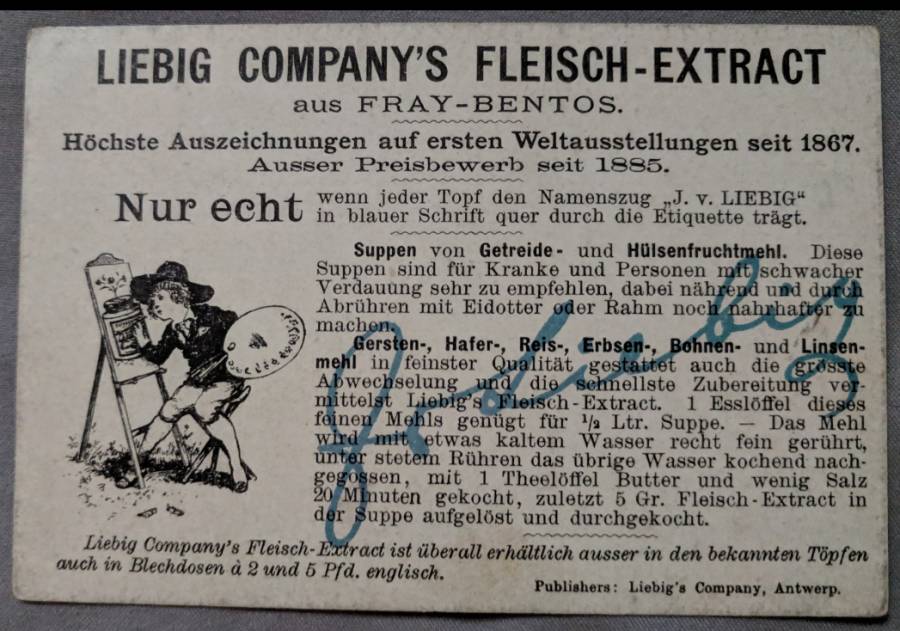 LIEBIG COMPANY'S FLEISCH-EXTRACT
aus FRAY-BENTOS.
Höchste Auszeichnungen auf ersten Weltausstellungen seit 1867.
Ausser Preisbewerb seit 1885.
Nur echt
wenn jeder Topf den Namenszug „J. v. LIEBIG“
in blauer Schrift quer durch die Etiquette trägt.
Suppen von Getreide- und Hülsenfruchtmehl. Diese
Suppen sind für Kranke und Personen mit schwacher
Verdauung sehr zu empfehlen, dabei nährend und durch
Abrühren mit Eidotter oder Rahm noch nahrhafter zu
machen.
Gersten-, Hafer-, Reis-, Erbsen-, Bohnen- und Linsen-
mehl in feinster Qualität gestattet auch die grösste
Abwechselung und die schnellste Zubereitung ver-
mittelst Liebig's Fleisch-Extract. 1 Esslöffel dieses
feinen Mehls genügt für ½ Ltr. Suppe. — Das Mehl
wird mit etwas kaltem Wasser recht fein gerührt,
unter stetem Rühren das übrige Wasser kochend nach-
gegossen, mit 1 Theelöffel Butter und wenig Salz
20 Minuten gekocht, zuletzt 5 Gr. Fleisch-Extract in
der Suppe aufgelöst und durchgekocht.
J v Liebig
Liebig Company's Fleisch-Extract ist überall erhältlich ausser in den bekannten Töpfen
auch in Blechdosen à 2 und 5 Pfd. englisch.
Publishers: Liebig's Company, Antwerp.